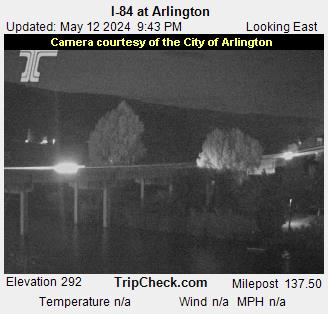 I-84 at Arlington
Updated: May 12 2024 9:43 PM Looking East
Camera courtesy of the City of Arlington
Elevation 292 TripCheck.com Milepost 137.50
Temperature n/a Wind n/a MPH n/a